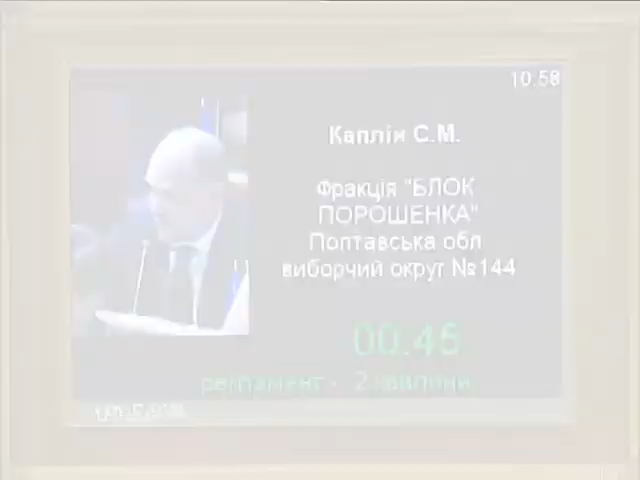 10:58
Каплін С.М.
Фракція "БЛОК
ПОРОШЕНКА"
Полтавська обл
виборчий округ №144
00:45
регламент - 2 хвилини